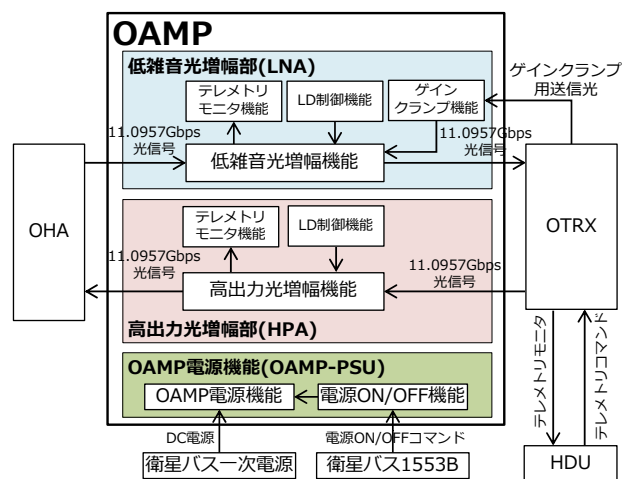 OAMP
低雑音光増幅部(LNA)
テレメトリ
モニタ機能
LD制御機能
ゲイン
クランプ機能
ゲインクランプ
用送信光
11.0957Gbps
光信号
低雑音光増幅機能
11.0957Gbps
光信号
OHA
OTRX
テレメトリ
モニタ機能
LD制御機能
11.0957Gbps
光信号
高出力光増幅機能
11.0957Gbps
光信号
高出力光増幅部(HPA)
OAMP電源機能(OAMP-PSU)
OAMP電源機能
電源ON/OFF機能
テレメトリモニタ
テレメトリコマンド
DC電源
電源ON/OFFコマンド
衛星バス一次電源
衛星バス1553B
HDU